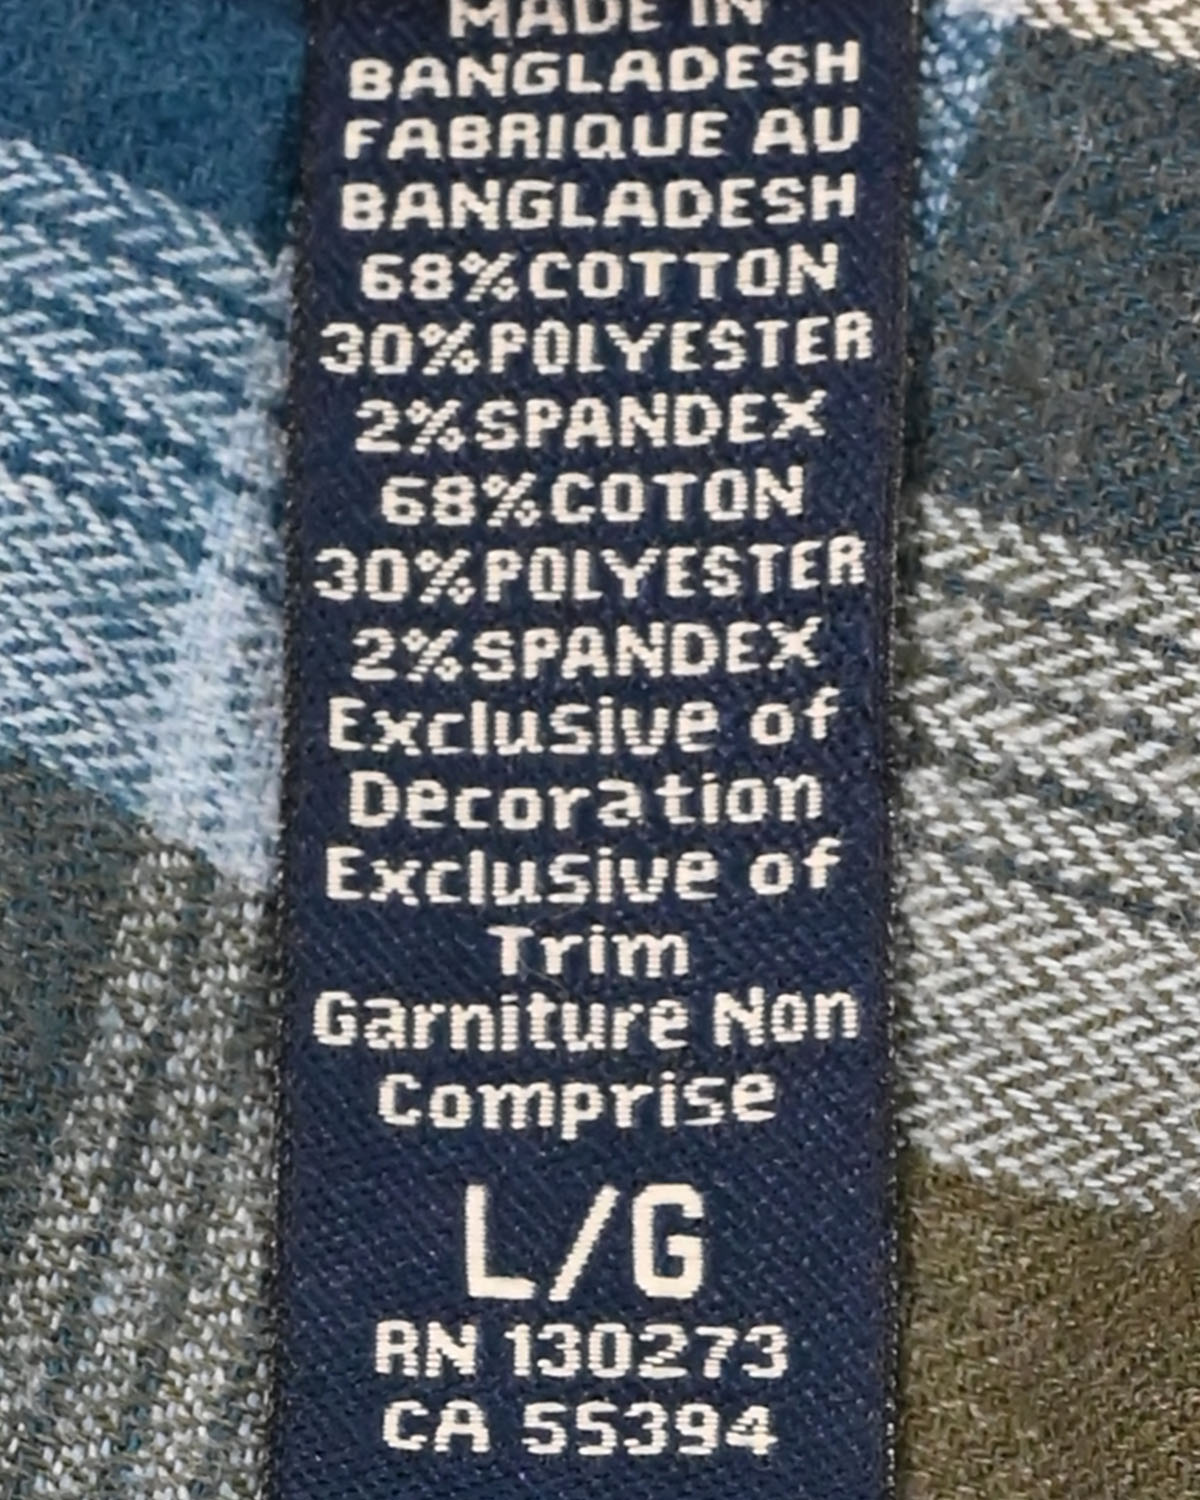 MADE IN
BANGLADESH
FABRIQUE AU
BANGLADESH
68%COTTON
30%POLYESTER
2%SPANDEX
68%COTON
30%POLYESTER
2%SPANDEX
Exclusive of
Decoration
Exclusive of
Trim
Garniture Non
Comprise
L/G
RN 130273
CA 55394